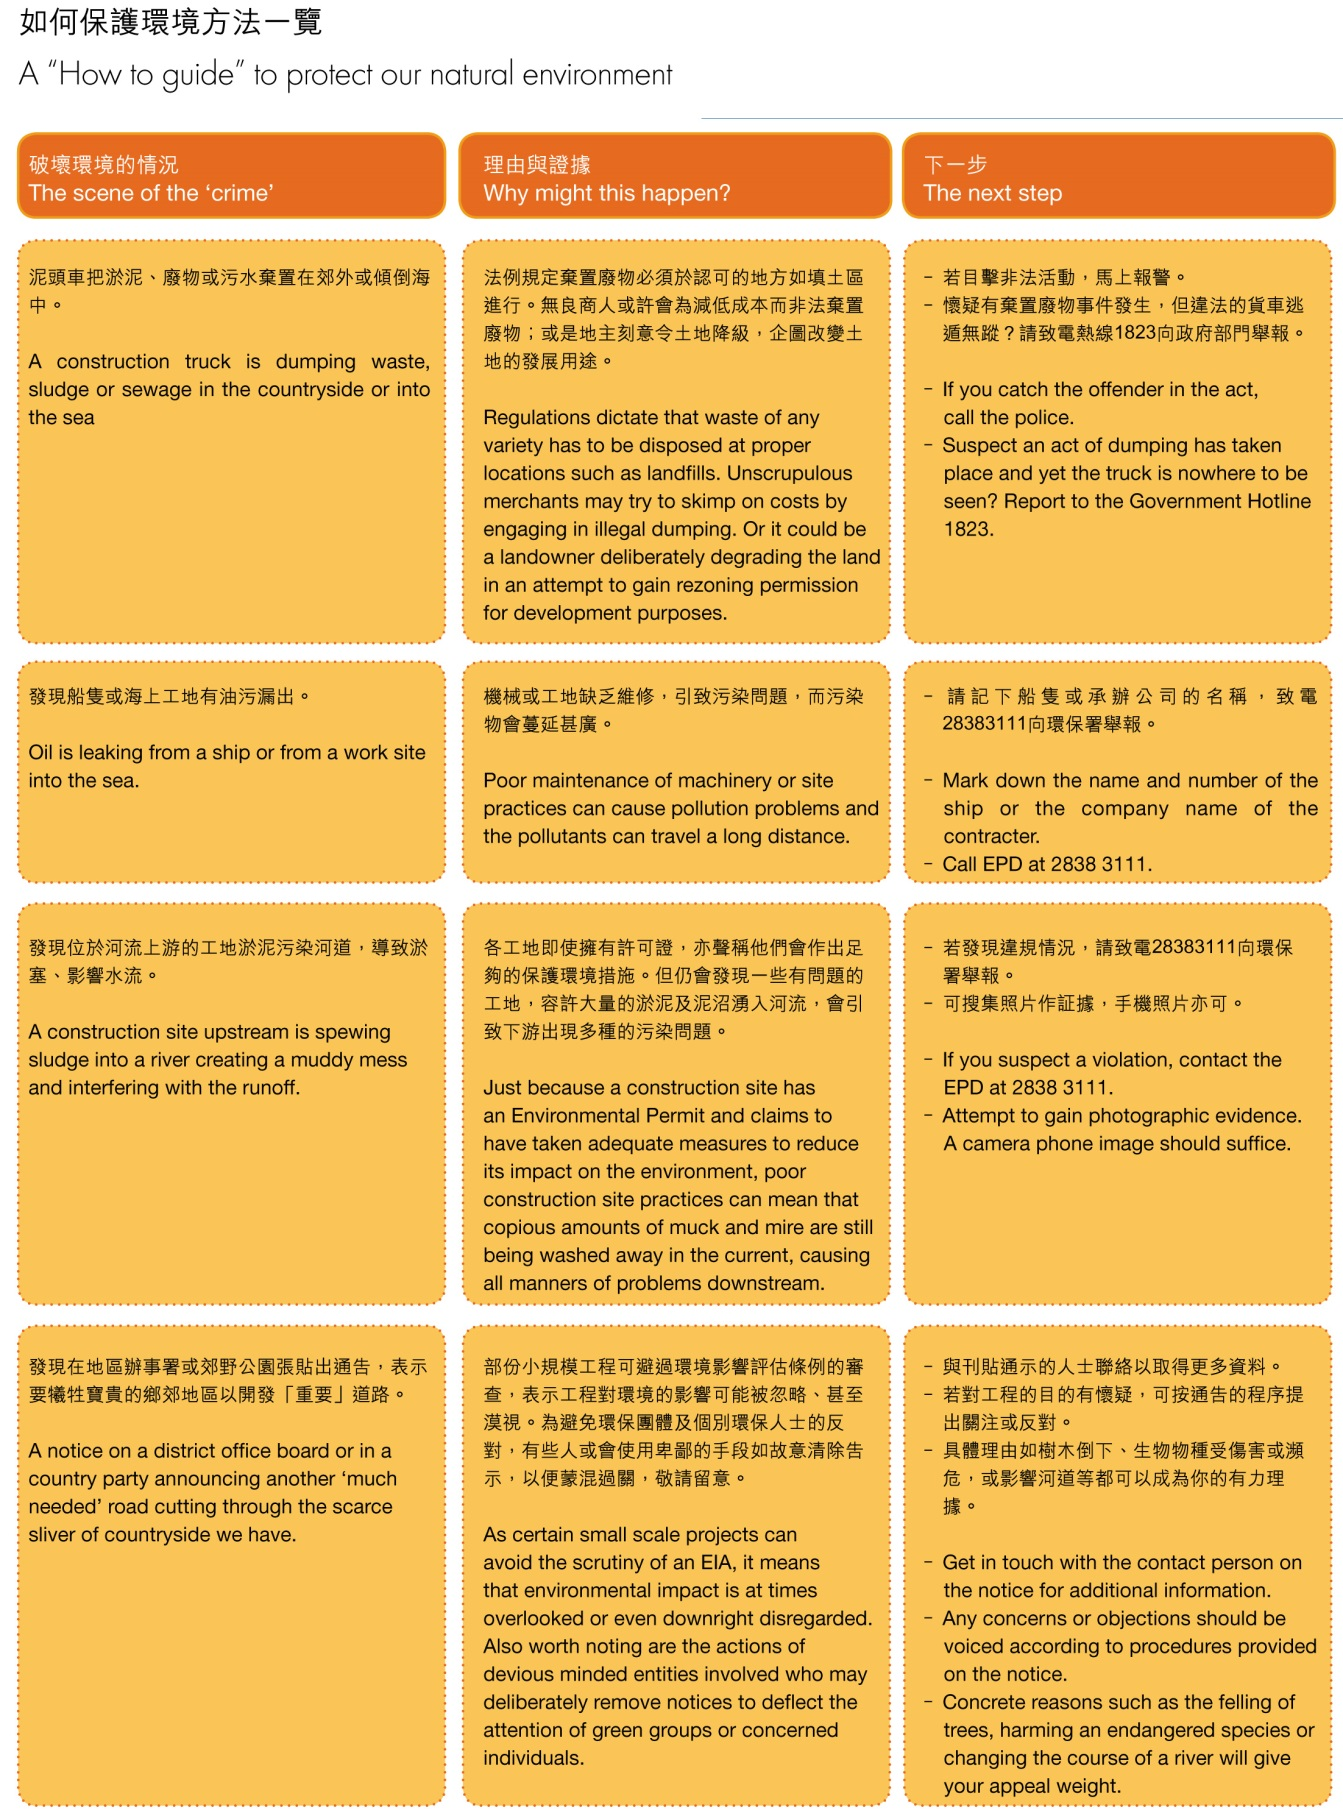 如何保護環境方法一覽
A “How to guide” to protect our natural environment
破壞環境的情況
The scene of the ‘crime’
理由與證據
Why might this happen?
下一步
The next step
泥頭車把淤泥、廢物或污水棄置在郊外或傾倒海
中。
A construction truck is dumping waste,
sludge or sewage in the countryside or into
the sea
法例規定棄置廢物必須於認可的地方如填土區
進行。無良商人或許會為減低成本而非法棄置
廢物；或是地主刻意令土地降級，企圖改變土
地的發展用途。
Regulations dictate that waste of any
variety has to be disposed at proper
locations such as landfills. Unscrupulous
merchants may try to skimp on costs by
engaging in illegal dumping. Or it could be
a landowner deliberately degrading the land
in an attempt to gain rezoning permission
for development purposes.
- 若目擊非法活動，馬上報警。
- 懷疑有棄置廢物事件發生，但違法的貨車逃
遁無蹤？請致電熱線1823向政府部門舉報。
- If you catch the offender in the act,
call the police.
- Suspect an act of dumping has taken
place and yet the truck is nowhere to be
seen? Report to the Government Hotline
1823.
發現船隻或海上工地有油污漏出。
Oil is leaking from a ship or from a work site
into the sea.
機械或工地缺乏維修，引致污染問題，而污染
物會蔓延甚廣。
Poor maintenance of machinery or site
practices can cause pollution problems and
the pollutants can travel a long distance.
- 請記下船隻或承辦公司的名稱，致電
28383111向環保署舉報。
- Mark down the name and number of the
ship or the company name of the
contracter.
- Call EPD at 2838 3111.
發現位於河流上游的工地淤泥污染河道，導致淤
塞、影響水流。
A construction site upstream is spewing
sludge into a river creating a muddy mess
and interfering with the runoff.
各工地即使擁有許可證，亦聲稱他們會作出足
夠的保護環境措施。但仍會發現一些有問題的
工地，容許大量的淤泥及泥沼湧入河流，會引
致下游出現多種的污染問題。
Just because a construction site has
an Environmental Permit and claims to
have taken adequate measures to reduce
its impact on the environment, poor
construction site practices can mean that
copious amounts of muck and mire are still
being washed away in the current, causing
all manners of problems downstream.
- 若發現違規情況，請致電28383111向環保
署舉報。
- 可搜集照片作証據，手機照片亦可。
- If you suspect a violation, contact the
EPD at 2838 3111.
- Attempt to gain photographic evidence.
A camera phone image should suffice.
發現在地區辦事署或郊野公園張貼出通告，表示
要犧牲寶貴的鄉郊地區以開發「重要」道路。
A notice on a district office board or in a
country party announcing another ‘much
needed’ road cutting through the scarce
sliver of countryside we have.
部份小規模工程可避過環境影響評估條例的審
查，表示工程對環境的影響可能被忽略、甚至
漠視。為避免環保團體及個別環保人士的反
對，有些人或會使用卑鄙的手段如故意清除告
示，以便蒙混過關，敬請留意。
As certain small scale projects can
avoid the scrutiny of an EIA, it means
that environmental impact is at times
overlooked or even downright disregarded.
Also worth noting are the actions of
devious minded entities involved who may
deliberately remove notices to deflect the
attention of green groups or concerned
individuals.
- 與刊貼通示的人士聯絡以取得更多資料。
- 若對工程的目的有懷疑，可按通告的程序提
出關注或反對。
- 具體理由如樹木倒下、生物物種受傷害或瀕
危，或影響河道等都可以成為你的有力理
據。
- Get in touch with the contact person on
the notice for additional information.
- Any concerns or objections should be
voiced according to procedures provided
on the notice.
- Concrete reasons such as the felling of
trees, harming an endangered species or
changing the course of a river will give
your appeal weight.